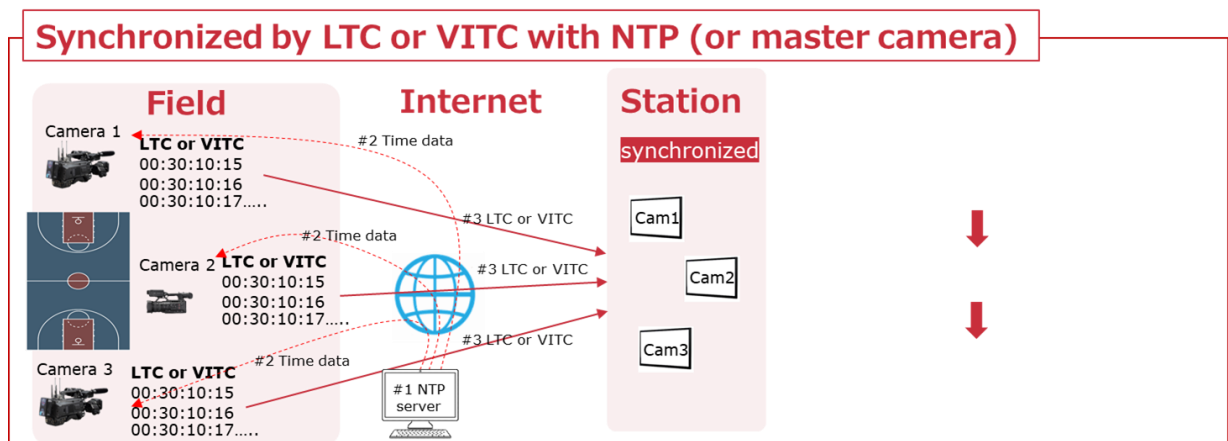 Synchronized by LTC or VITC with NTP (or master camera)
Field
Internet
Station
Camera 1
LTC or VITC
00:30:10:15
00:30:10:16
00:30:10:17…..
#2 Time data
synchronized
#3 LTC or VITC
Cam1
#2 Time data
Camera 2
LTC or VITC
00:30:10:15
00:30:10:16
00:30:10:17…..
#3 LTC or VITC
Cam2
#3 LTC or VITC
Cam3
#2 Time data
Camera 3
LTC or VITC
00:30:10:15
00:30:10:16
00:30:10:17…..
#1 NTP
server